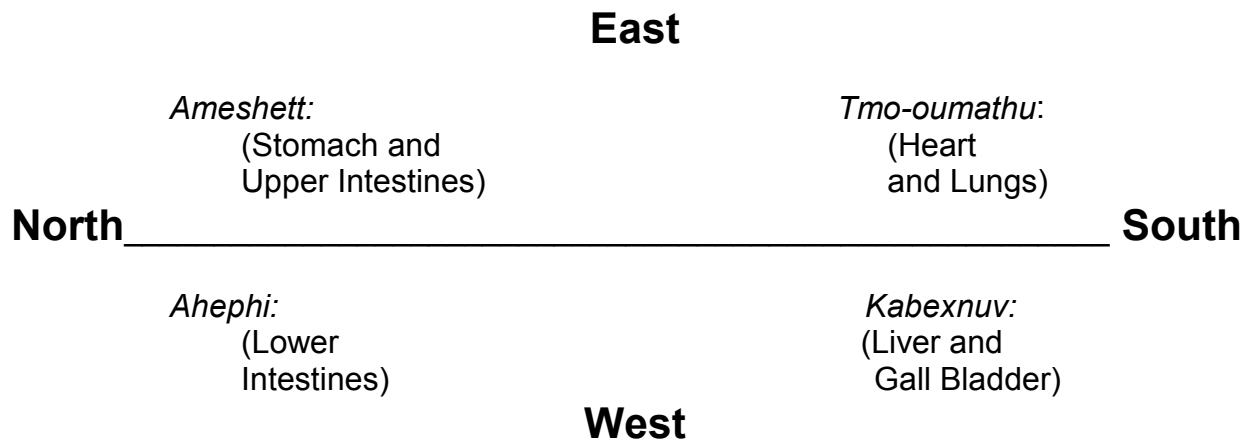 East
Ameshett: Tmo-oumathu:
(Stomach and (Heart
Upper Intestines) and Lungs)
North______________________________________________ South
Ahephi: Kabexnuv:
(Lower (Liver and
Intestines) Gall Bladder)
West